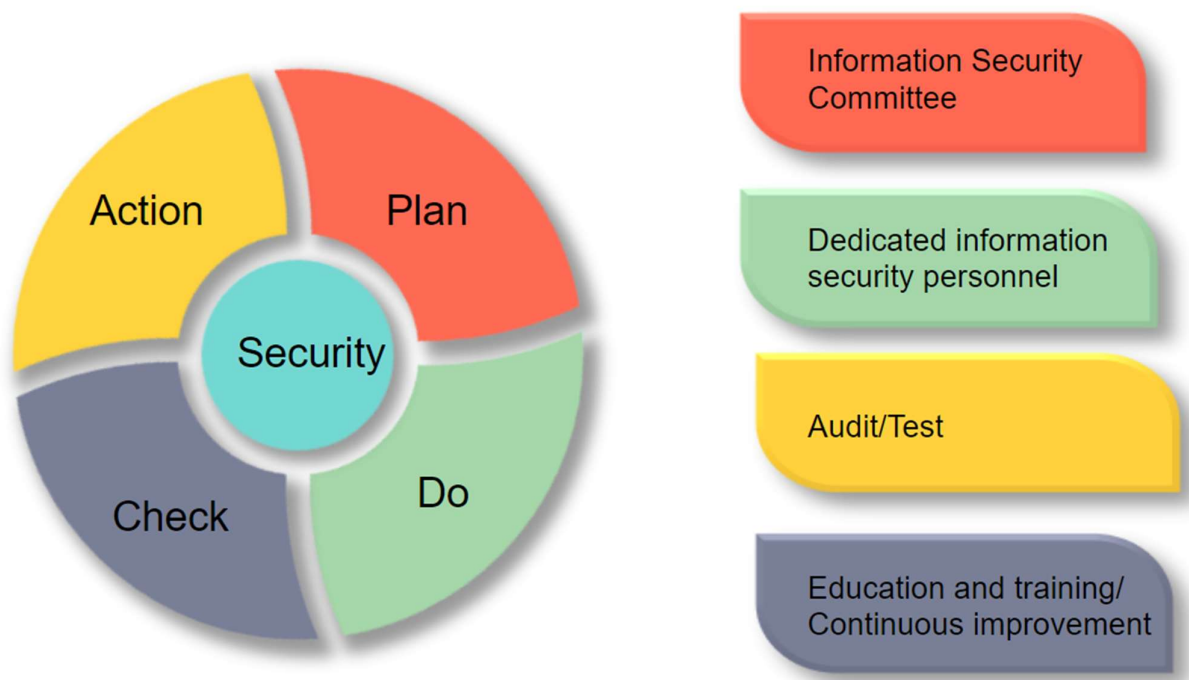 Action
Plan
Security
Check
Do
Information Security
Committee
Dedicated information
security personnel
Audit/Test
Education and training/
Continuous improvement